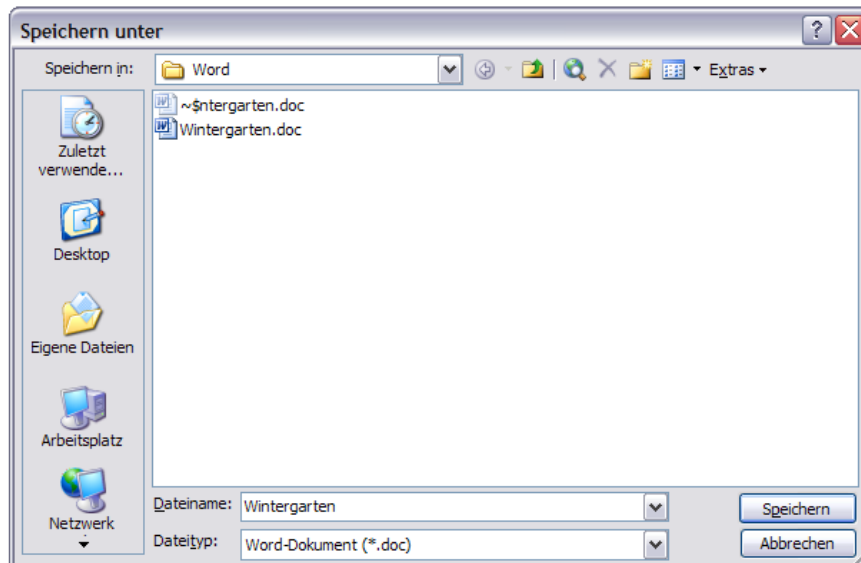 Speichern unter
Speichern in: Word Extras
~$ntergarten.doc
Wintergarten.doc
Zuletzt
verwende...
Desktop
Eigene Dateien
Arbeitsplatz
Netzwerk
Dateiname: Wintergarten Speichern
Dateityp: Word-Dokument (*.doc) Abbrechen